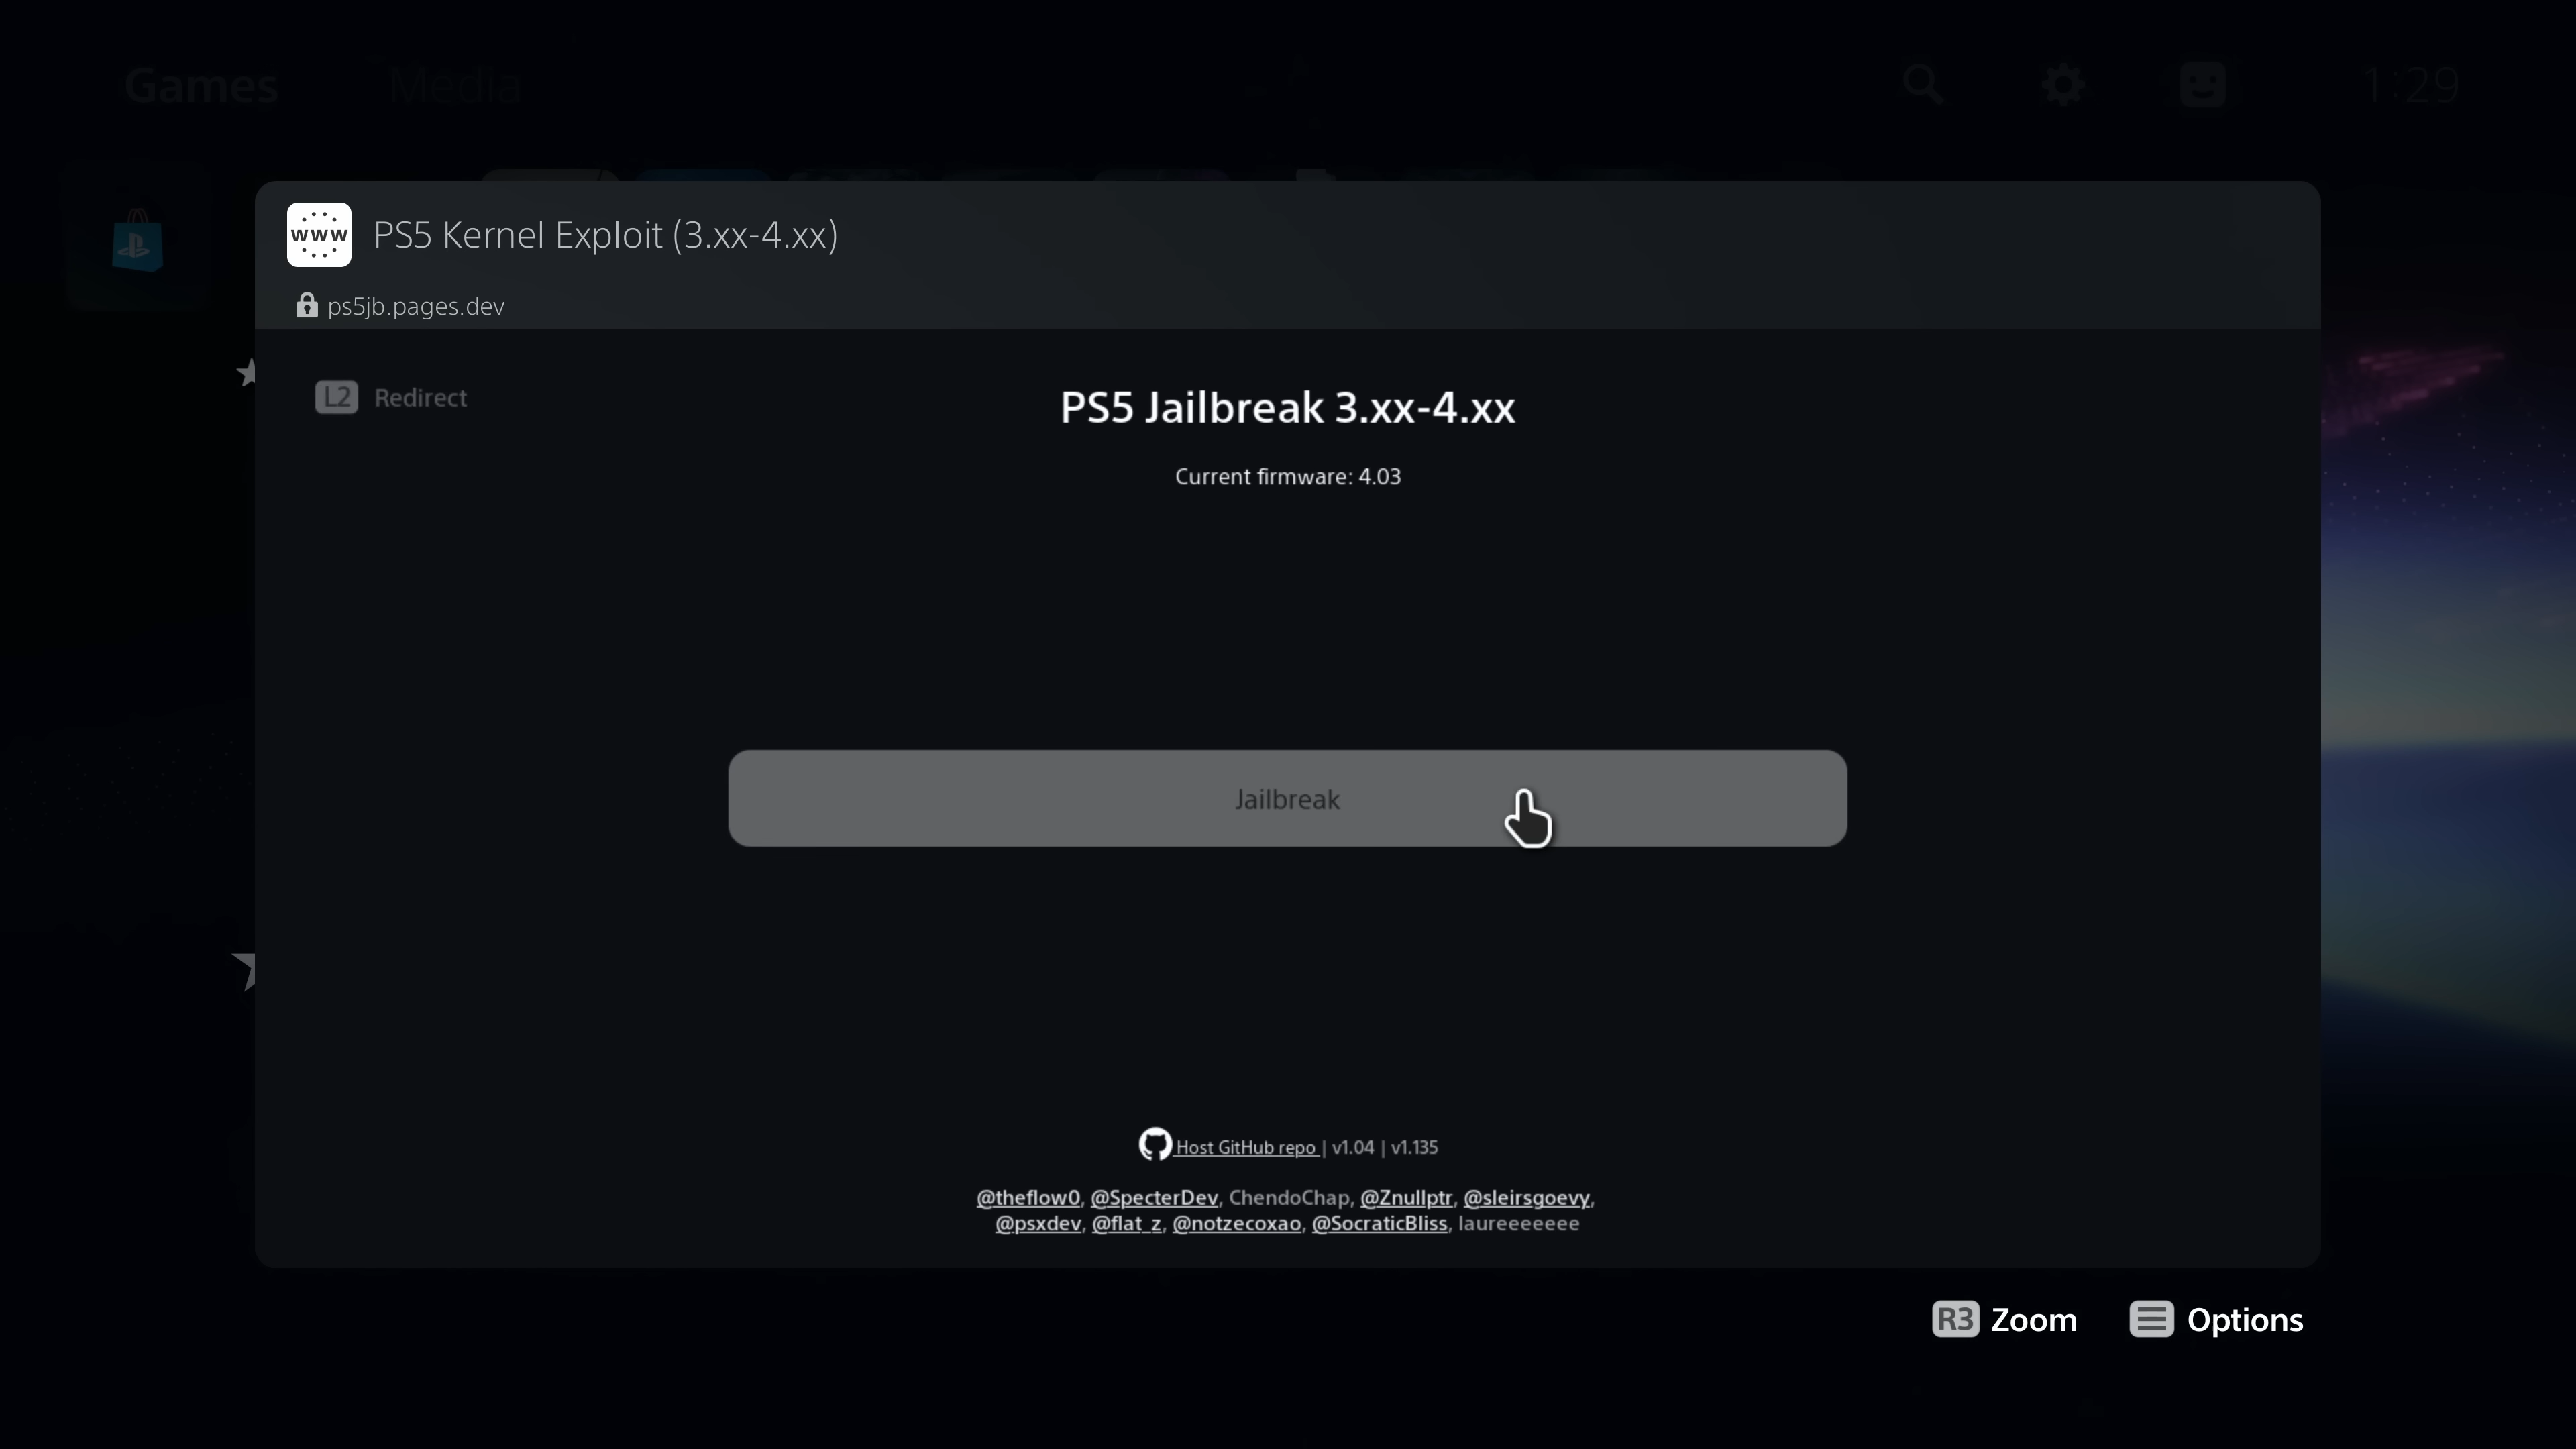 Games Media 1:29
www PS5 Kernel Exploit (3.xx-4.xx)
ps5jb.pages.dev
L2 Redirect
PS5 Jailbreak 3.xx-4.xx
Current firmware: 4.03
Jailbreak
Host GitHub repo | v1.04 | v1.135
@theflow0, @SpecterDev, ChendoChap, @Znullptr, @sleirsgoevy,
@psxdev, @flat_z, @notzecoxao, @SocraticBliss, laureeeeeee
R3 Zoom Options